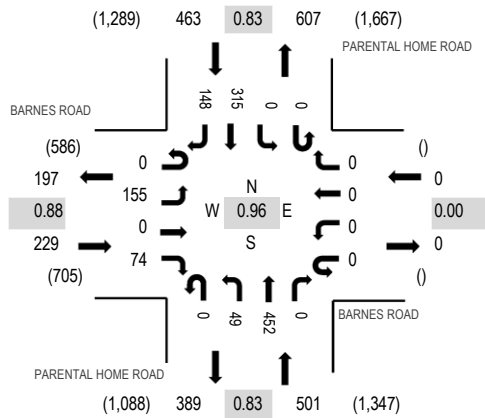 (1,289) 463 0.83 607 (1,667)
PARENTAL HOME ROAD
148 315 0 0
BARNES ROAD
(586) 0 0 ()
197 0 0
155 N 0
0.88 W 0.96 E 0.00
0 S 0
229 0
74 0
(705) ()
0 49 452 0
BARNES ROAD
PARENTAL HOME ROAD
(1,088) 389 0.83 501 (1,347)